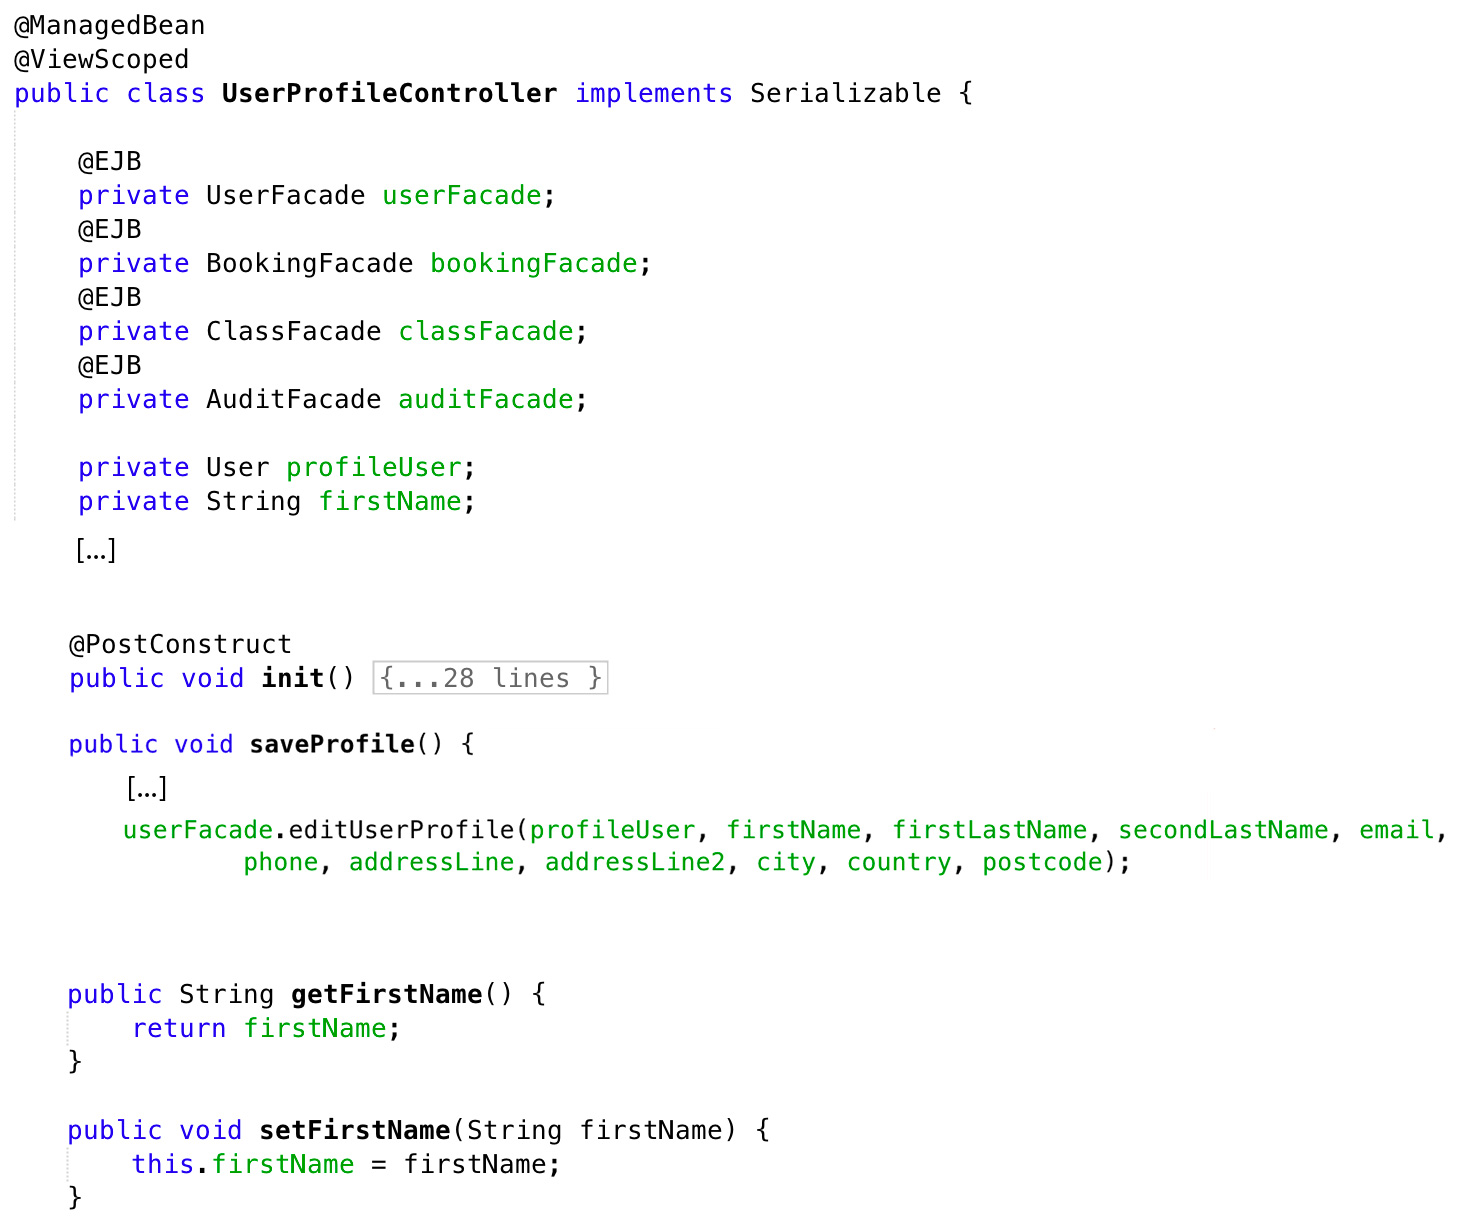 @ManagedBean
@ViewScoped
public class UserProfileController implements Serializable {
@EJB
private UserFacade userFacade;
@EJB
private BookingFacade bookingFacade;
@EJB
private ClassFacade classFacade;
@EJB
private AuditFacade auditFacade;
private User profileUser;
private String firstName;
[...]
@PostConstruct
public void init() {...28 lines }
public void saveProfile() {
[...]
userFacade.editUserProfile(profileUser, firstName, firstLastName, secondLastName, email,
phone, addressLine, addressLine2, city, country, postcode);
public String getFirstName() {
return firstName;
}
public void setFirstName(String firstName) {
this.firstName = firstName;
}